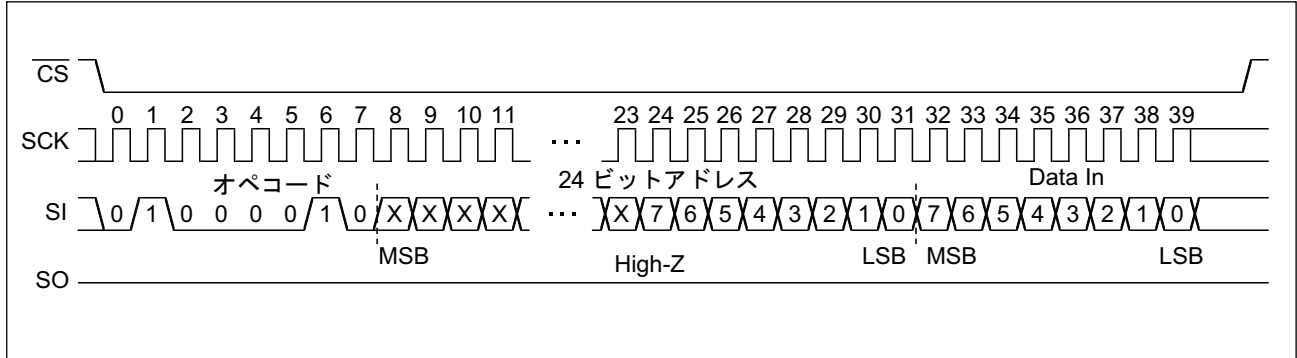 CS
0 1 2 3 4 5 6 7 8 9 10 11 23 24 25 26 27 28 29 30 31 32 33 34 35 36 37 38 39
SCK ···
オペコード 24 ビットアドレス Data In
SI 0 1 0 0 0 0 1 0 X X X X ··· X 7 6 5 4 3 2 1 0 7 6 5 4 3 2 1 0
MSB High-Z LSB MSB LSB
SO